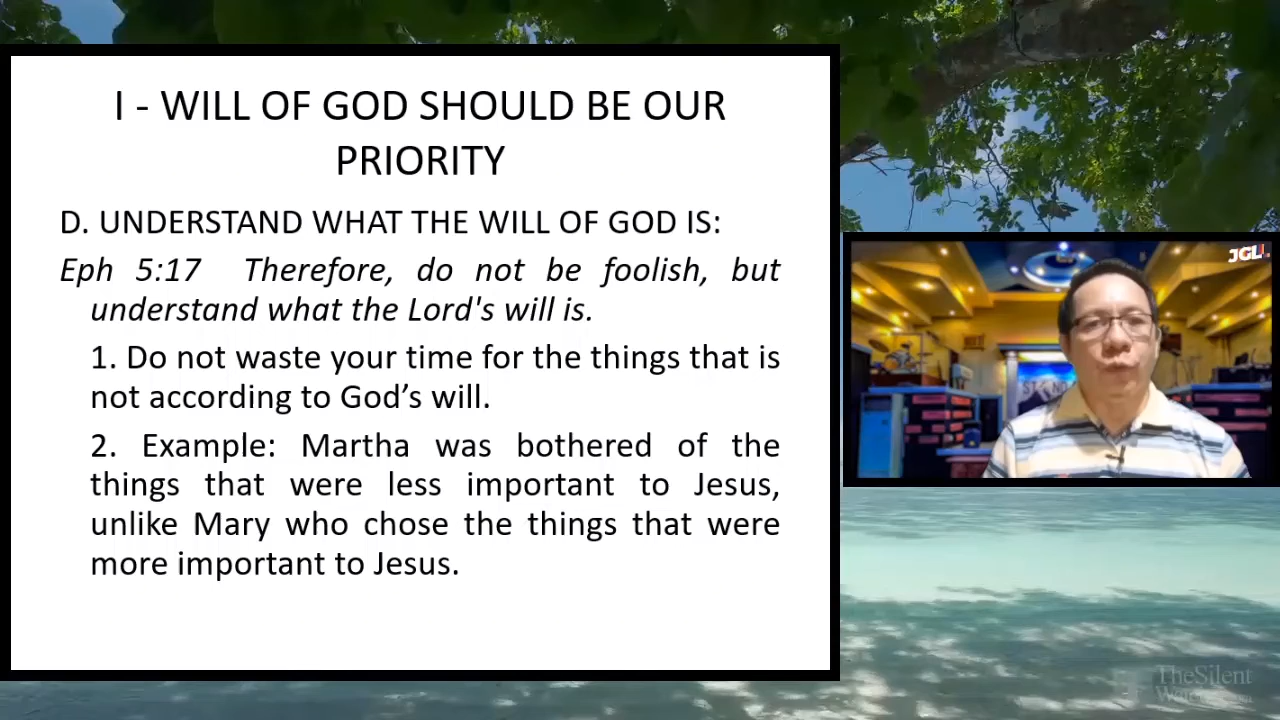 I - WILL OF GOD SHOULD BE OUR
PRIORITY
D. UNDERSTAND WHAT THE WILL OF GOD IS:
Eph 5:17 Therefore, do not be foolish, but
understand what the Lord's will is.
1. Do not waste your time for the things that is
not according to God’s will.
2. Example: Martha was bothered of the
things that were less important to Jesus,
unlike Mary who chose the things that were
more important to Jesus.
TheSilent